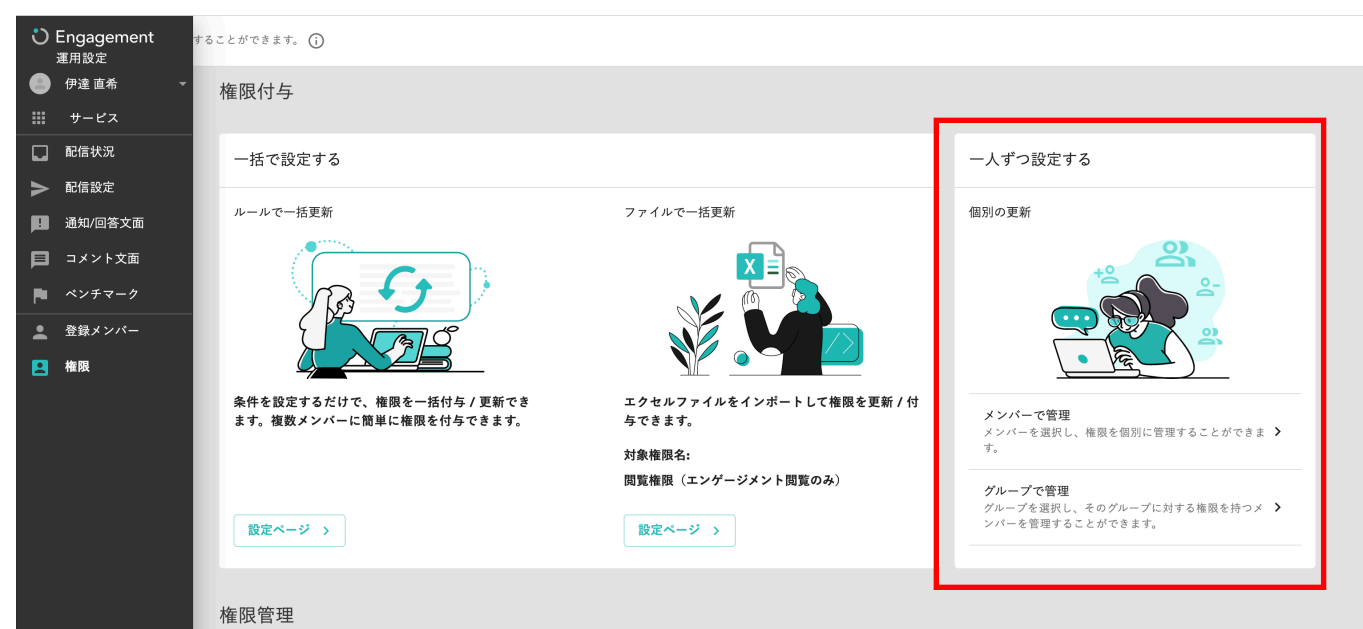 Engagement
運用設定
伊達 直希
サービス
配信状況
配信設定
通知/回答文面
コメント文面
ベンチマーク
登録メンバー
権限
することができます。
権限付与
一括で設定する
ルールで一括更新
条件を設定するだけで、権限を一括付与 / 更新でき
ます。複数メンバーに簡単に権限を付与できます。
設定ページ
ファイルで一括更新
X
エクセルファイルをインポートして権限を更新 / 付
与できます。
対象権限名:
閲覧権限（エンゲージメント閲覧のみ）
設定ページ
一人ずつ設定する
個別の更新
メンバーで管理
メンバーを選択し、権限を個別に管理することができま
す。
グループで管理
グループを選択し、そのグループに対する権限を持つメ
ンバーを管理することができます。
権限管理